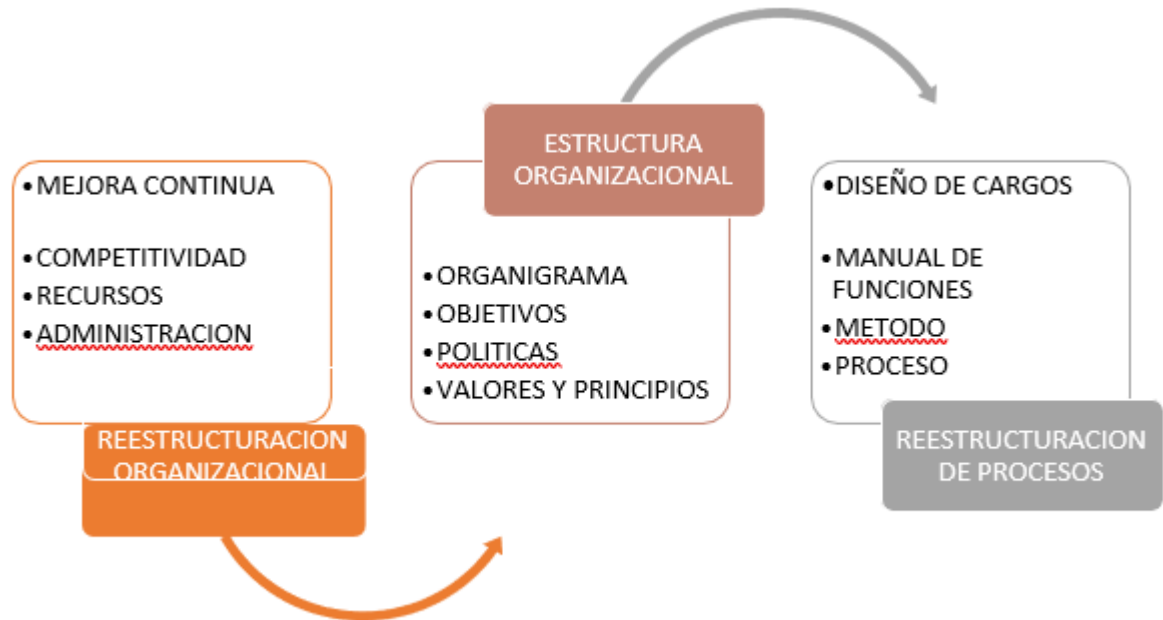 •MEJORA CONTINUA
•COMPETITIVIDAD
•RECURSOS
•ADMINISTRACION
REESTRUCTURACION
ORGANIZACIONAL
ESTRUCTURA
ORGANIZACIONAL
•ORGANIGRAMA
•OBJETIVOS
•POLITICAS
•VALORES Y PRINCIPIOS
•DISEÑO DE CARGOS
•MANUAL DE
FUNCIONES
•METODO
•PROCESO
REESTRUCTURACION
DE PROCESOS